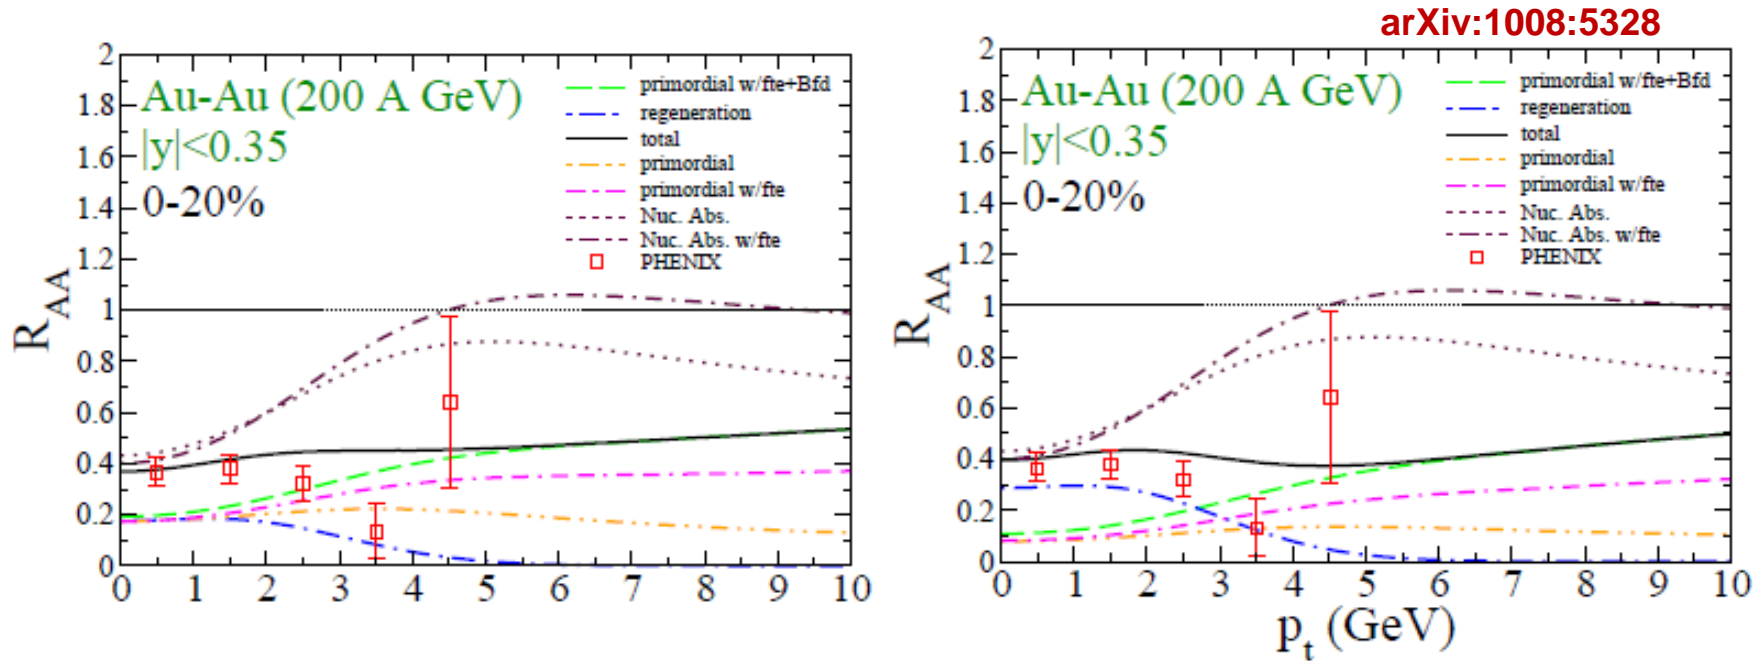 arXiv:1008:5328
2
1.8
1.6
1.4
1.2
1
0.8
0.6
0.4
0.2
0
R_AA
Au-Au (200 A GeV)
|y|<0.35
0-20%
primordial w/fte+Bfd
regeneration
total
primordial
primordial w/fte
Nuc. Abs.
Nuc. Abs. w/fte
PHENIX
0 1 2 3 4 5 6 7 8 9 10
2
1.8
1.6
1.4
1.2
1
0.8
0.6
0.4
0.2
0
R_AA
Au-Au (200 A GeV)
|y|<0.35
0-20%
primordial w/fte+Bfd
regeneration
total
primordial
primordial w/fte
Nuc. Abs.
Nuc. Abs. w/fte
PHENIX
0 1 2 3 4 5 6 7 8 9 10
p_t (GeV)